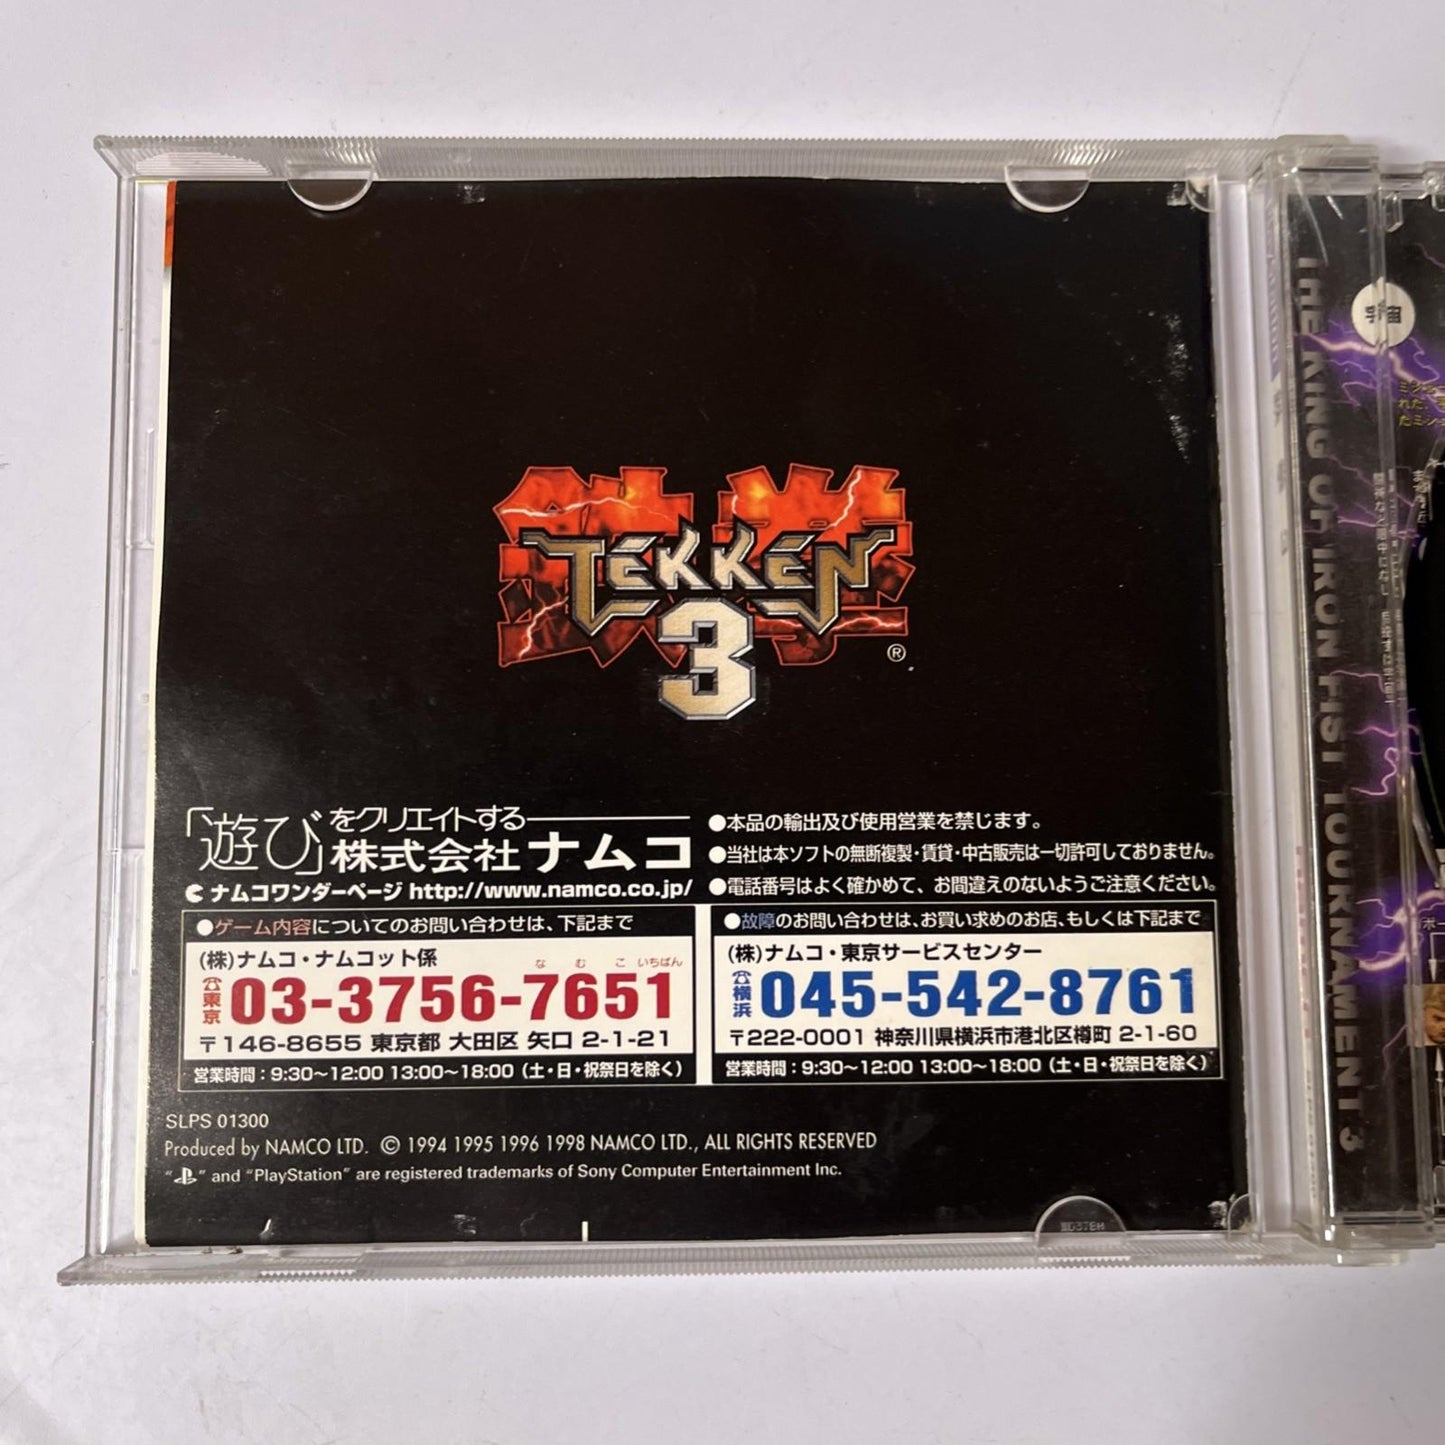 鉄拳
TEKKEN
3
®
「遊び」をクリエイトする
株式会社ナムコ
ナムコワンダーページ http://www.namco.co.jp/
●本品の輸出及び使用営業を禁じます。
●当社は本ソフトの無断複製・賃貸・中古販売は一切許可しておりません。
●電話番号はよく確かめて、お間違えのないようご注意ください。
●ゲーム内容についてのお問い合わせは、下記まで
(株)ナムコ・ナムコット係
なむこいちばん
☎東京 03-3756-7651
〒146-8655 東京都 大田区 矢口 2-1-21
営業時間：9:30〜12:00 13:00〜18:00（土・日・祝祭日を除く）
●故障のお問い合わせは、お買い求めのお店、もしくは下記まで
(株)ナムコ・東京サービスセンター
☎横浜 045-542-8761
〒222-0001 神奈川県横浜市港北区樽町 2-1-60
営業時間：9:30〜12:00 13:00〜18:00（土・日・祝祭日を除く）
SLPS 01300
Produced by NAMCO LTD. © 1994 1995 1996 1998 NAMCO LTD., ALL RIGHTS RESERVED
" " and "PlayStation" are registered trademarks of Sony Computer Entertainment Inc.
THE KING OF IRON FIST TOURNAMENT 3